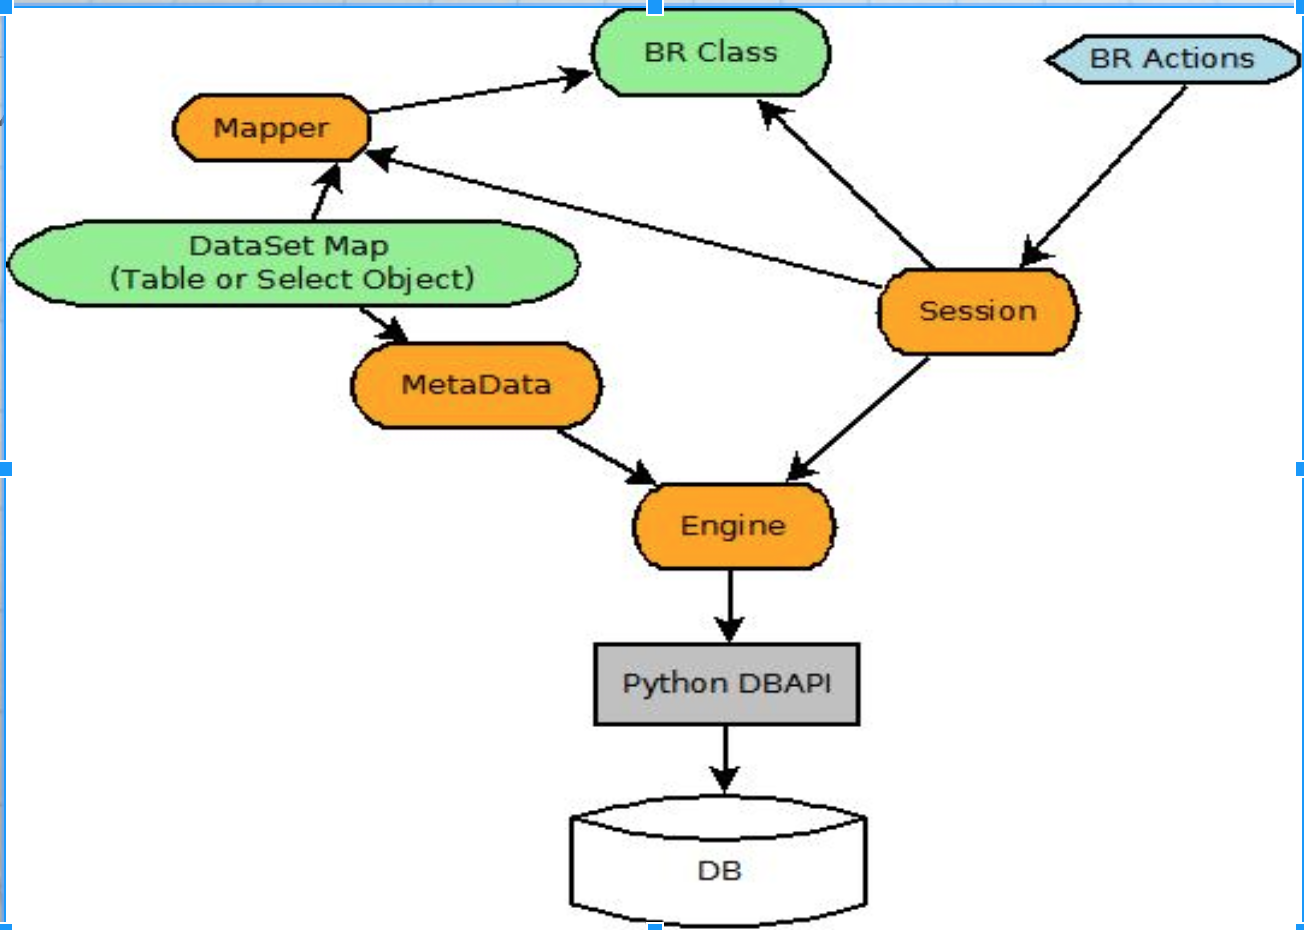 BR Class
BR Actions
Mapper
DataSet Map
(Table or Select Object)
Session
MetaData
Engine
Python DBAPI
DB